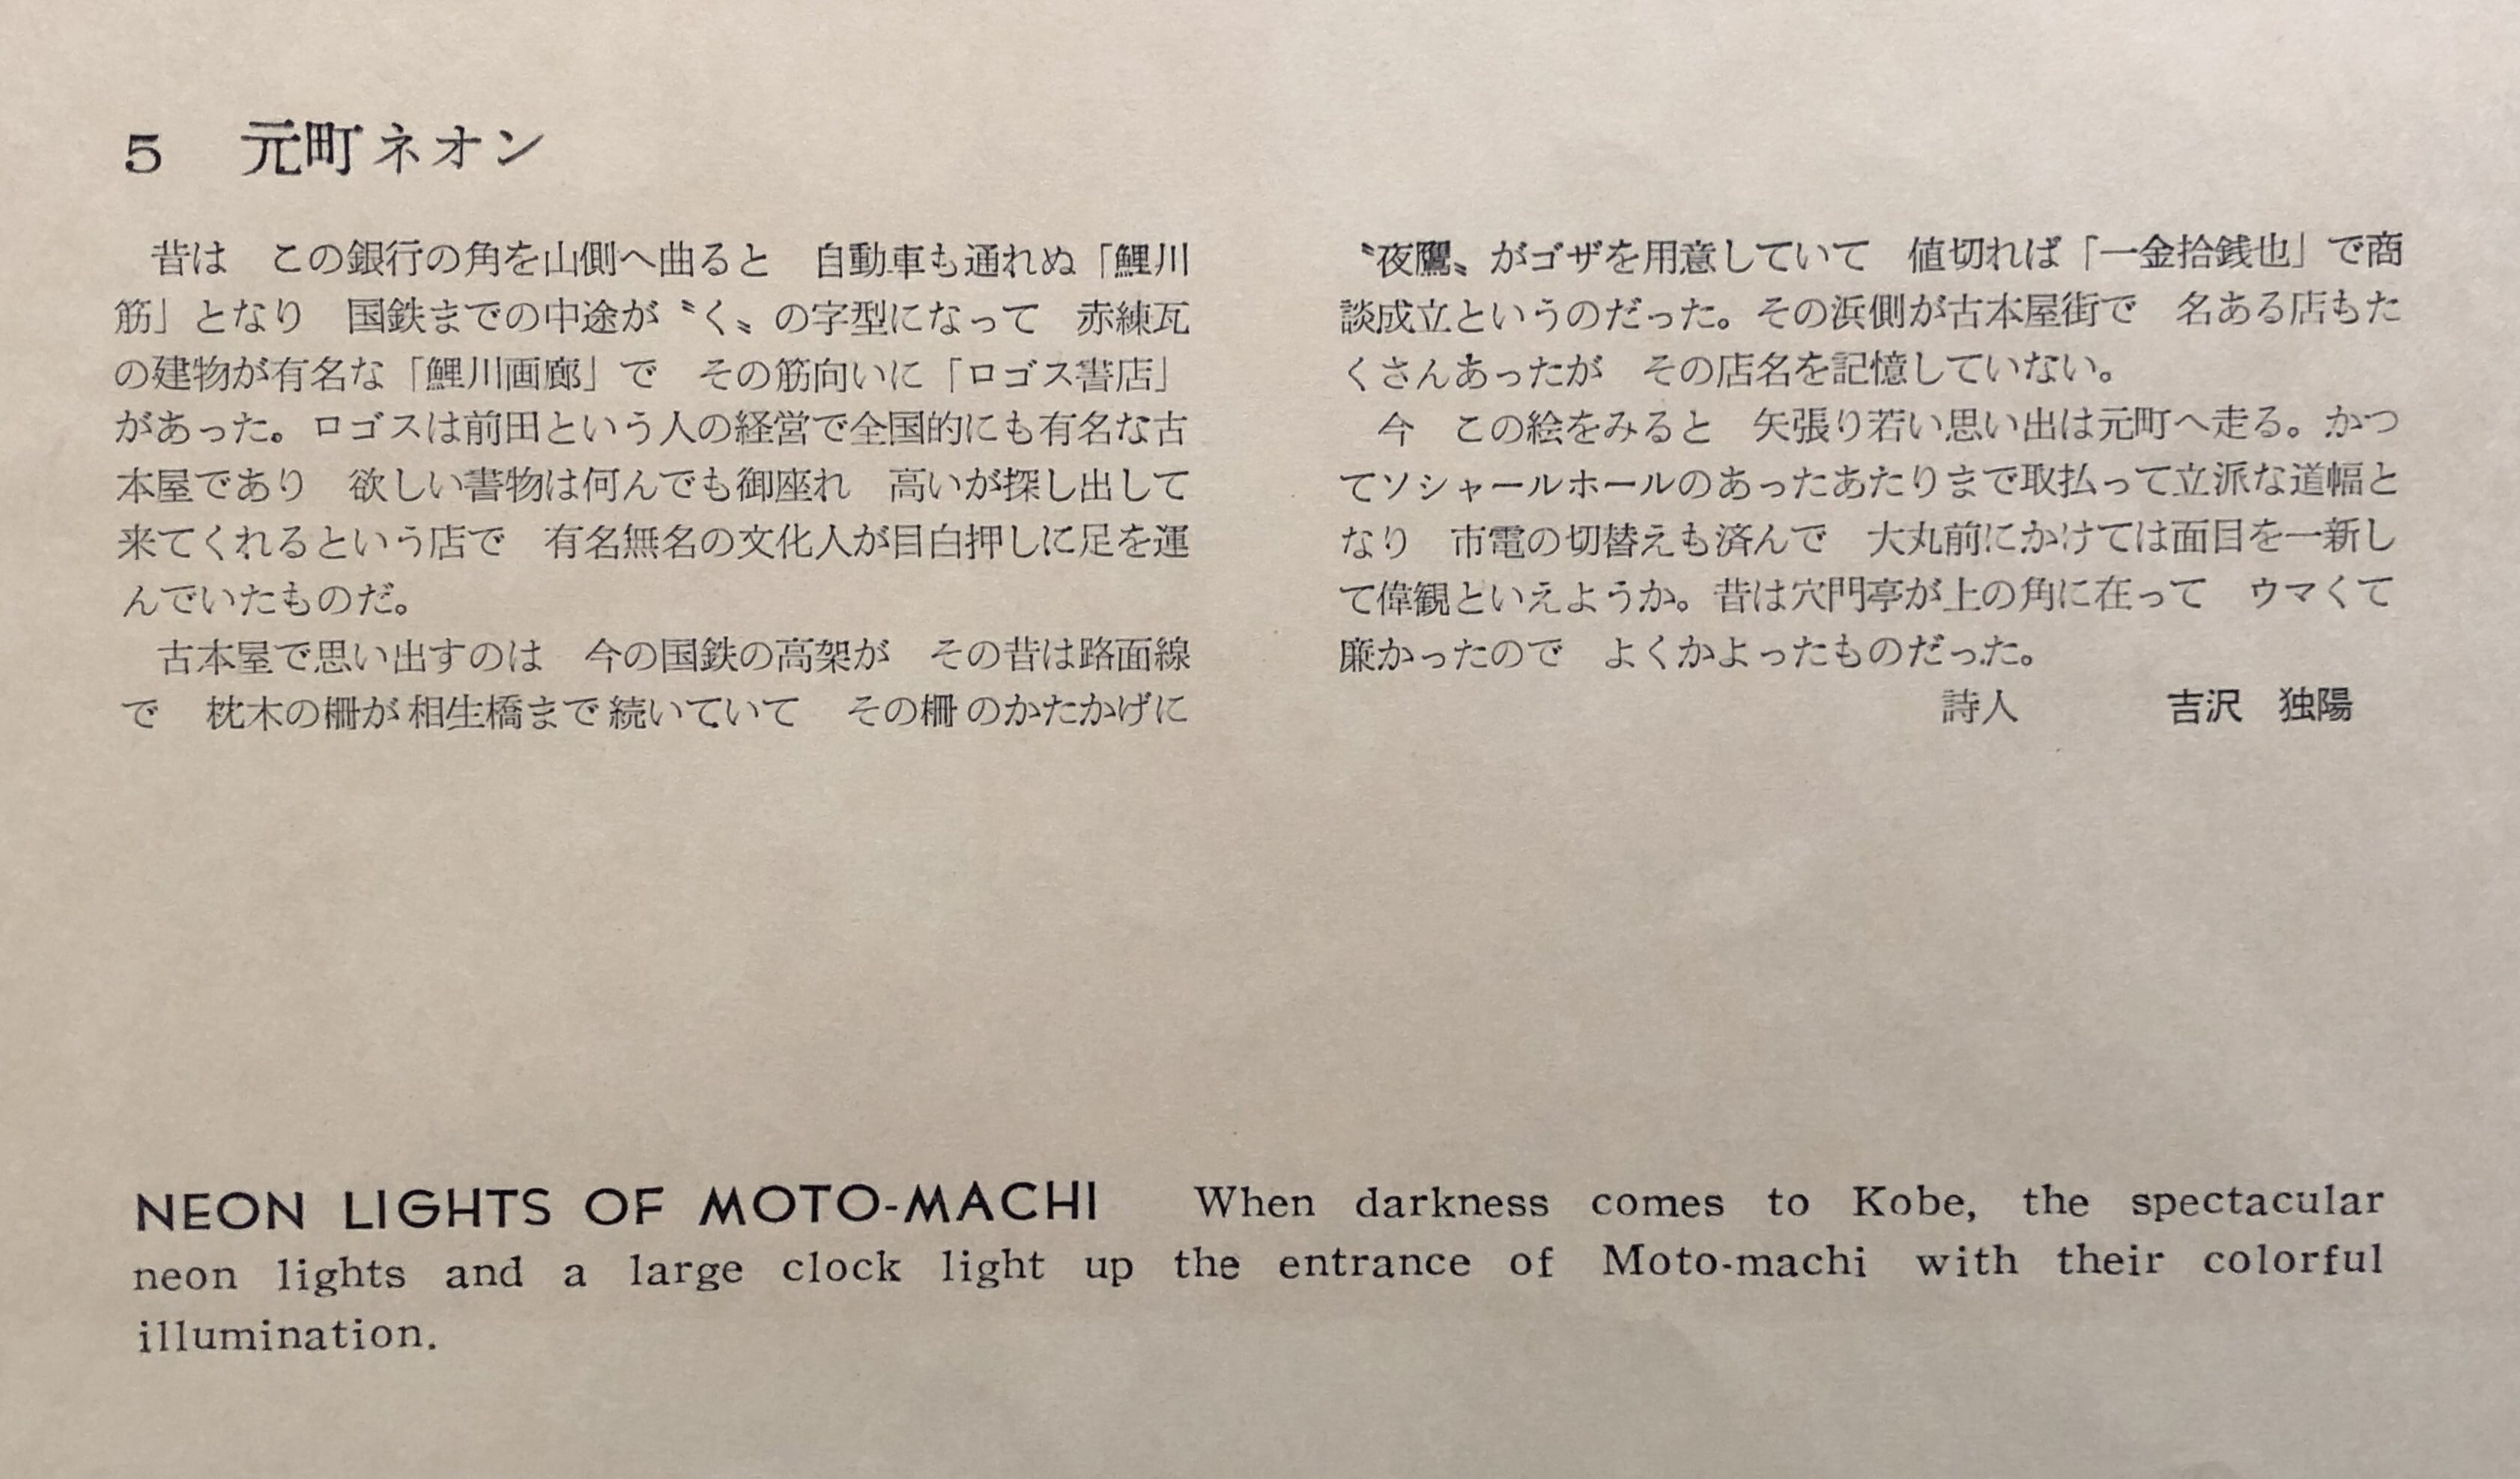 5　元町ネオン
昔は　この銀行の角を山側へ曲ると　自動車も通れぬ「鯉川
筋」となり　国鉄までの中途が〝く〟の字型になって　赤練瓦
の建物が有名な「鯉川画廊」で　その筋向いに「ロゴス書店」
があった。ロゴスは前田という人の経営で全国的にも有名な古
本屋であり　欲しい書物は何んでも御座れ　高いが探し出して
来てくれるという店で　有名無名の文化人が目白押しに足を運
んでいたものだ。
古本屋で思い出すのは　今の国鉄の高架が　その昔は路面線
で　枕木の柵が相生橋まで続いていて　その柵のかたかげに
〝夜鷹〟がゴザを用意していて　値切れば「一金拾銭也」で商
談成立というのだった。その浜側が古本屋街で　名ある店もた
くさんあったが　その店名を記憶していない。
今　この絵をみると　矢張り若い思い出は元町へ走る。かつ
てソシャールホールのあったあたりまで取払って立派な道幅と
なり　市電の切替えも済んで　大丸前にかけては面目を一新し
て偉観といえようか。昔は穴門亭が上の角に在って　ウマくて
廉かったので　よくかよったものだった。
詩人　吉沢　独陽
NEON LIGHTS OF MOTO-MACHI　When darkness comes to Kobe, the spectacular
neon lights and a large clock light up the entrance of Moto-machi with their colorful
illumination.